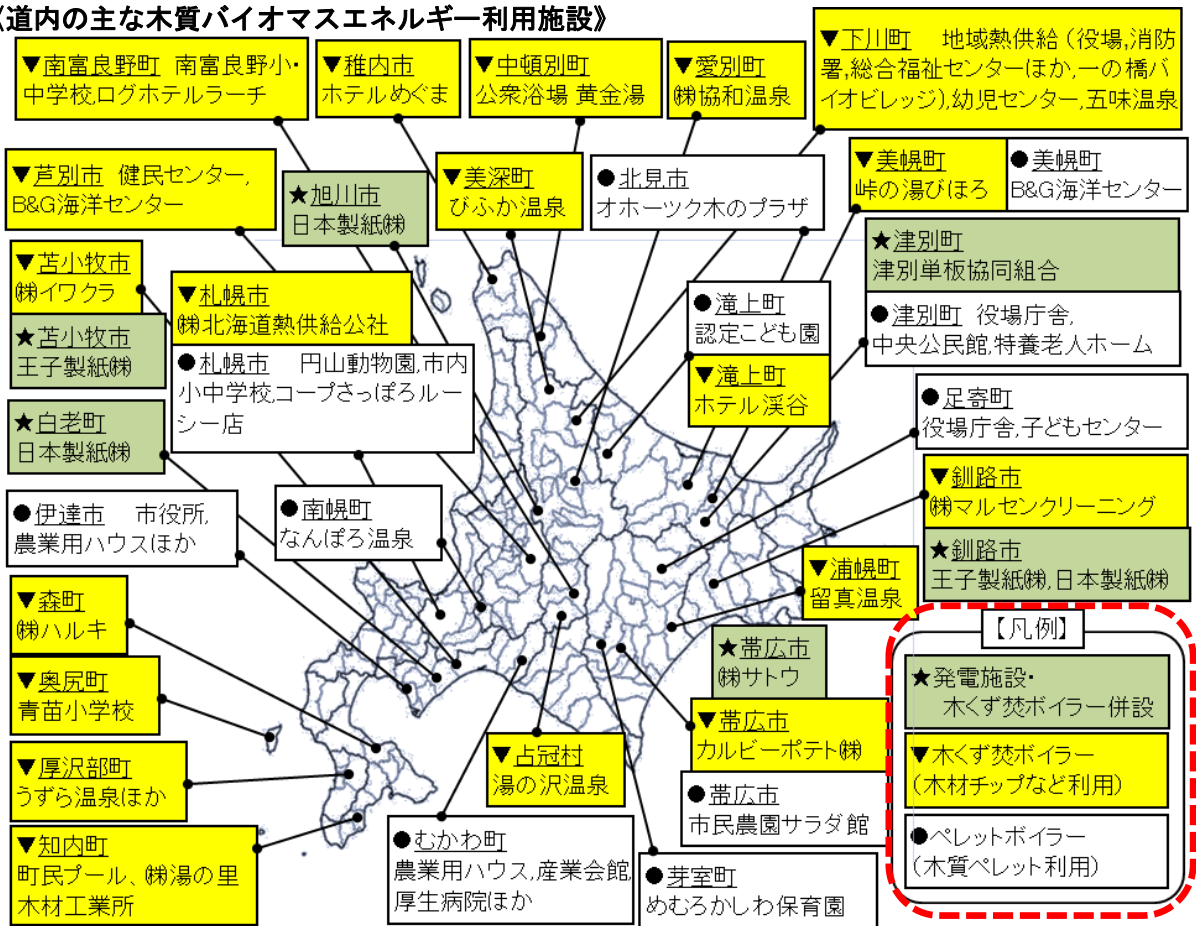 《道内の主な木質バイオマスエネルギー利用施設》
▼南富良野町 南富良野小・
中学校,ログホテルラーチ
▼稚内市
ホテルめぐま
▼中頓別町
公衆浴場 黄金湯
▼愛別町
㈱協和温泉
▼下川町 地域熱供給(役場,消防
署,総合福祉センターほか,一の橋バ
イオビレッジ),幼児センター,五味温泉
▼芦別市 健民センター,
B&G海洋センター
★旭川市
日本製紙㈱
▼美深町
びふか温泉
●北見市
オホーツク木のプラザ
▼美幌町
峠の湯びほろ
●美幌町
B&G海洋センター
▼苫小牧市
㈱イワクラ
★苫小牧市
王子製紙㈱
▼札幌市
㈱北海道熱供給公社
●札幌市 円山動物園,市内
小中学校,コープさっぽろルー
シー店
●滝上町
認定こども園
▼滝上町
ホテル渓谷
★津別町
津別単板協同組合
●津別町 役場庁舎,
中央公民館,特養老人ホーム
★白老町
日本製紙㈱
●足寄町
役場庁舎,子どもセンター
●伊達市 市役所,
農業用ハウスほか
●南幌町
なんぽろ温泉
▼釧路市
㈱マルセンクリーニング
★釧路市
王子製紙㈱,日本製紙㈱
▼浦幌町
留真温泉
▼森町
㈱ハルキ
▼奥尻町
青苗小学校
▼厚沢部町
うずら温泉ほか
▼知内町
町民プール、㈱湯の里
木材工業所
★帯広市
㈱サトウ
▼帯広市
カルビーポテト㈱
●帯広市
市民農園サラダ館
▼占冠村
湯の沢温泉
●むかわ町
農業用ハウス,産業会館,
厚生病院ほか
●芽室町
めむろかしわ保育園
【凡例】
★発電施設・
木くず焚ボイラー併設
▼木くず焚ボイラー
(木材チップなど利用)
●ペレットボイラー
(木質ペレット利用)